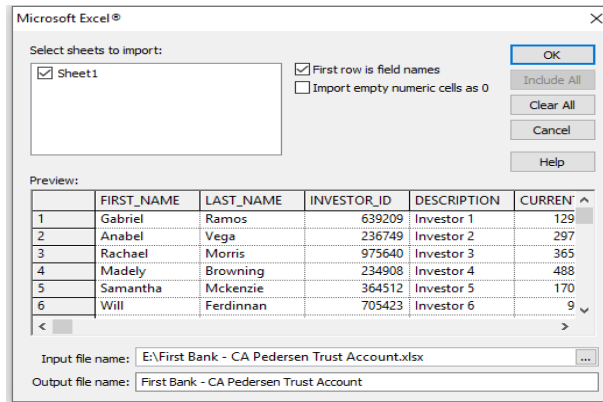 Microsoft Excel®
Select sheets to import:
Sheet1
First row is field names
Import empty numeric cells as 0
OK
Include All
Clear All
Cancel
Help
Preview:
FIRST_NAME LAST_NAME INVESTOR_ID DESCRIPTION CURRENT
1 Gabriel Ramos 639209 Investor 1 129
2 Anabel Vega 236749 Investor 2 297
3 Rachael Morris 975640 Investor 3 365
4 Madely Browning 234908 Investor 4 488
5 Samantha Mckenzie 364512 Investor 5 170
6 Will Ferdinnan 705423 Investor 6 9
Input file name: E:\First Bank - CA Pedersen Trust Account.xlsx ...
Output file name: First Bank - CA Pedersen Trust Account